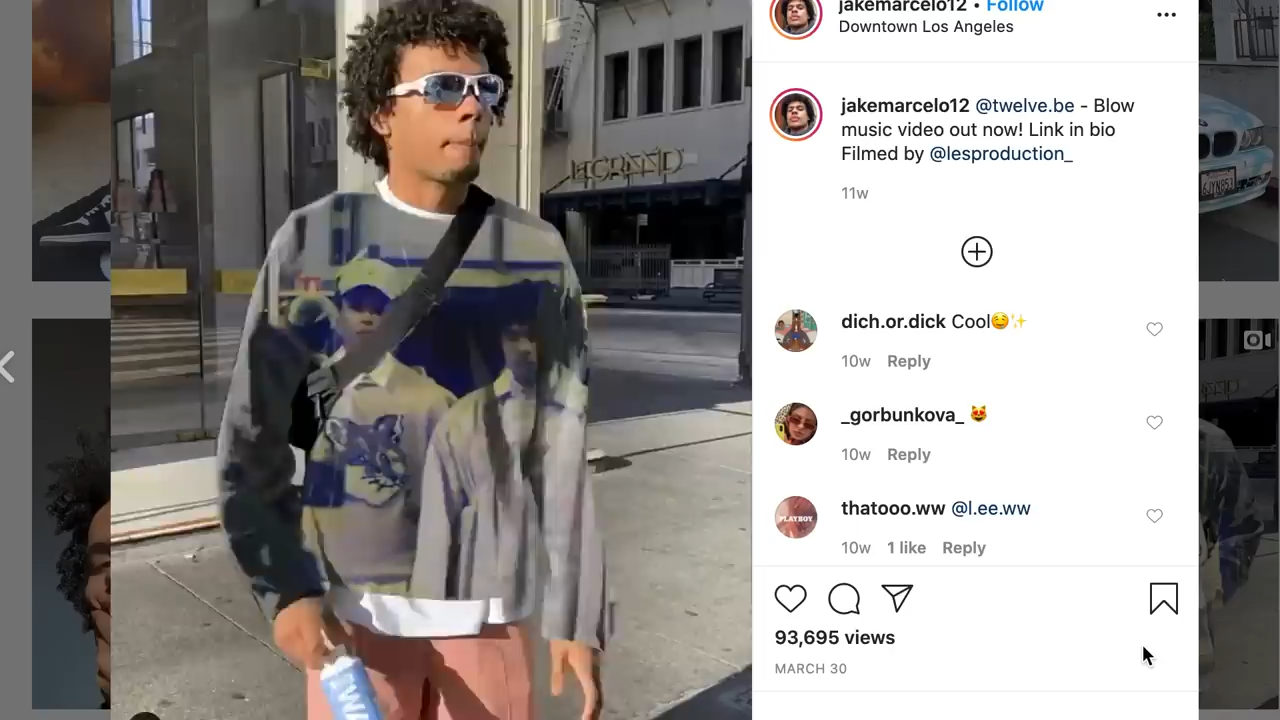 jakemarcelo12 • Follow
Downtown Los Angeles
jakemarcelo12 @twelve.be - Blow
music video out now! Link in bio
Filmed by @lesproduction_
11w
dich.or.dick Cool🤤✨
10w Reply
_gorbunkova_ 😻
10w Reply
thatooo.ww @l.ee.ww
10w 1 like Reply
93,695 views
MARCH 30
PLAYBOY